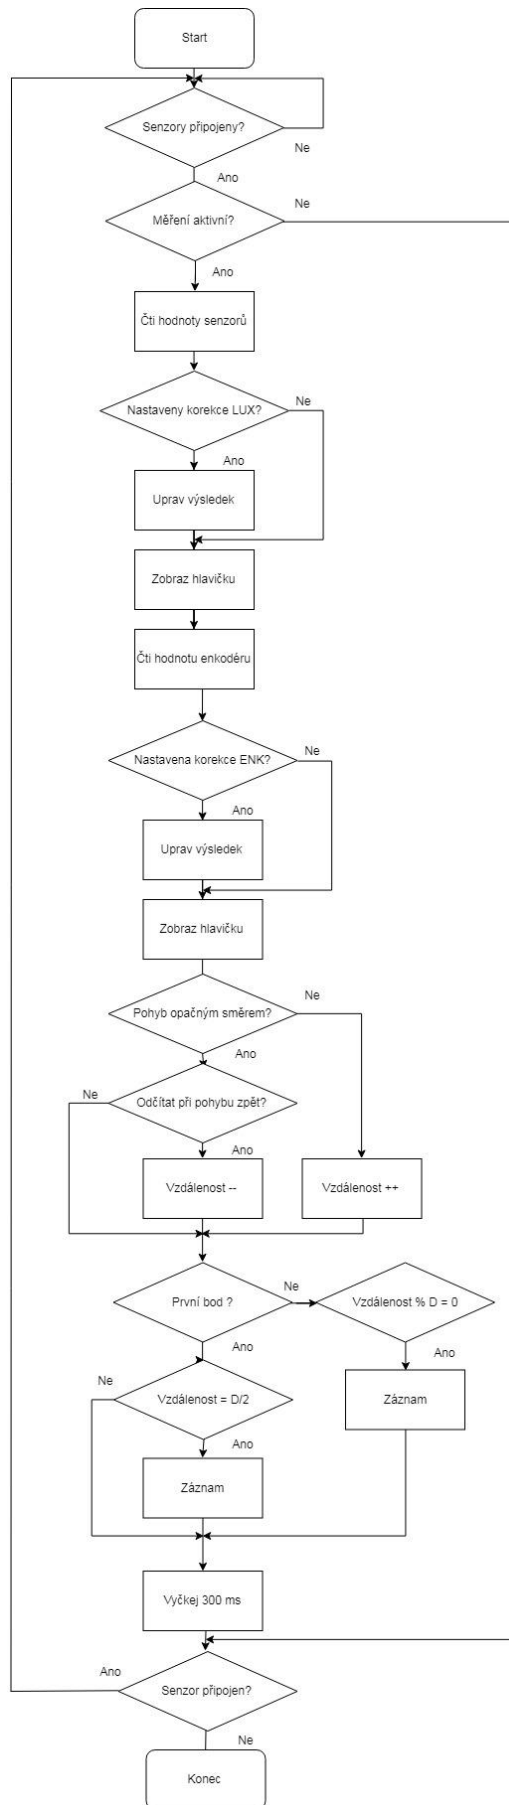 Start
Senzory připojeny?
Ne
Ano
Ne
Měření aktivní?
Ano
Čti hodnoty senzorů
Ne
Nastaveny korekce LUX?
Ano
Uprav výsledek
Zobraz hlavičku
Čti hodnotu enkodéru
Ne
Nastavena korekce ENK?
Ano
Uprav výsledek
Zobraz hlavičku
Ne
Pohyb opačným směrem?
Ano
Ne
Odčítat při pohybu zpět?
Ano
Vzdálenost --
Vzdálenost ++
Ne
První bod ?
Vzdálenost % D = 0
Ano
Ano
Ne
Vzdálenost = D/2
Záznam
Ano
Záznam
Vyčkej 300 ms
Ano
Senzor připojen?
Ne
Konec